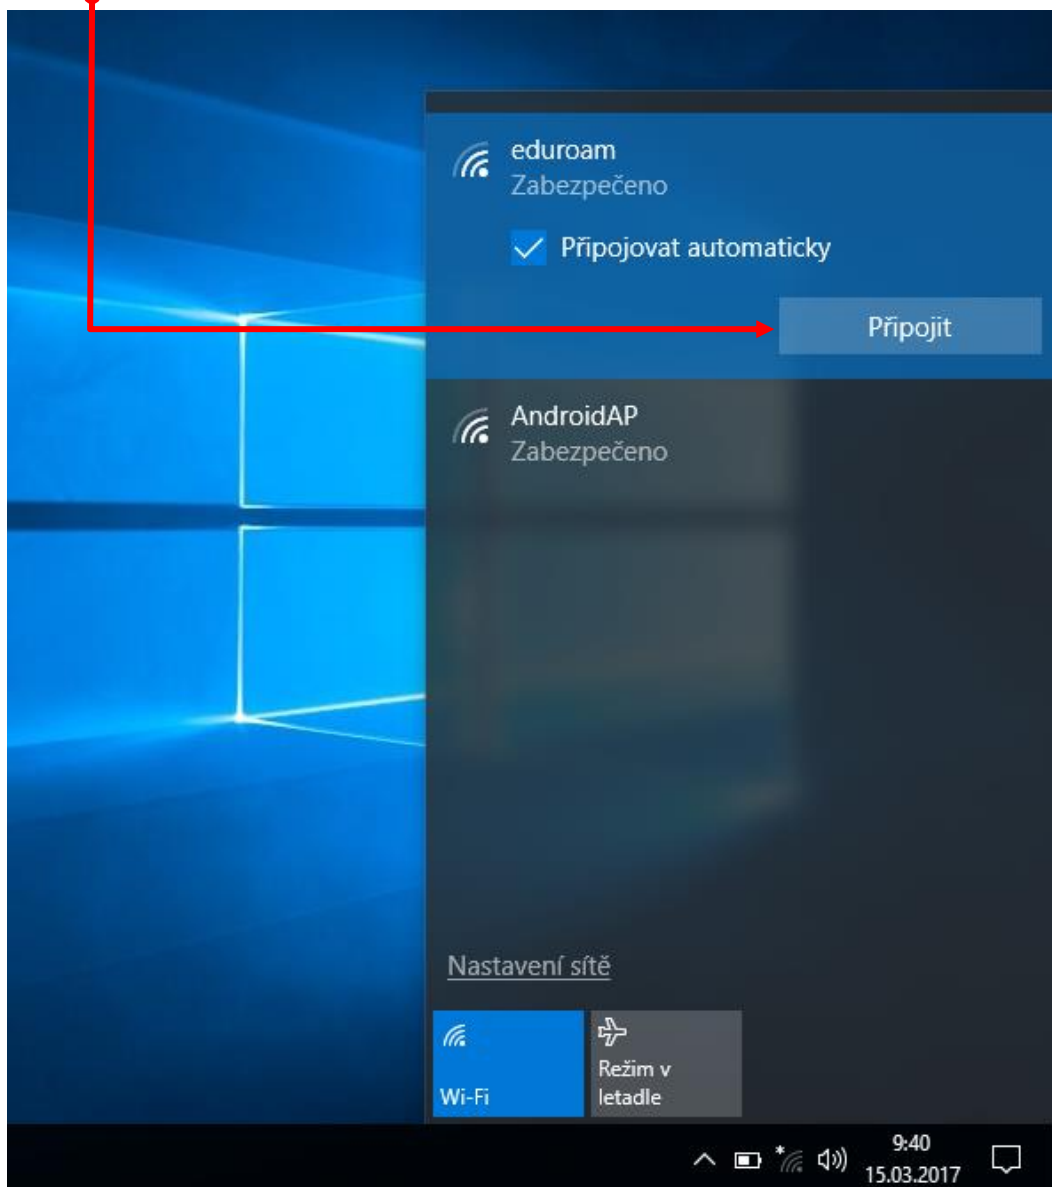 eduroam
Zabezpečeno
Připojovat automaticky
Připojit
AndroidAP
Zabezpečeno
Nastavení sítě
Wi-Fi
Režim v
letadle
9:40
15.03.2017